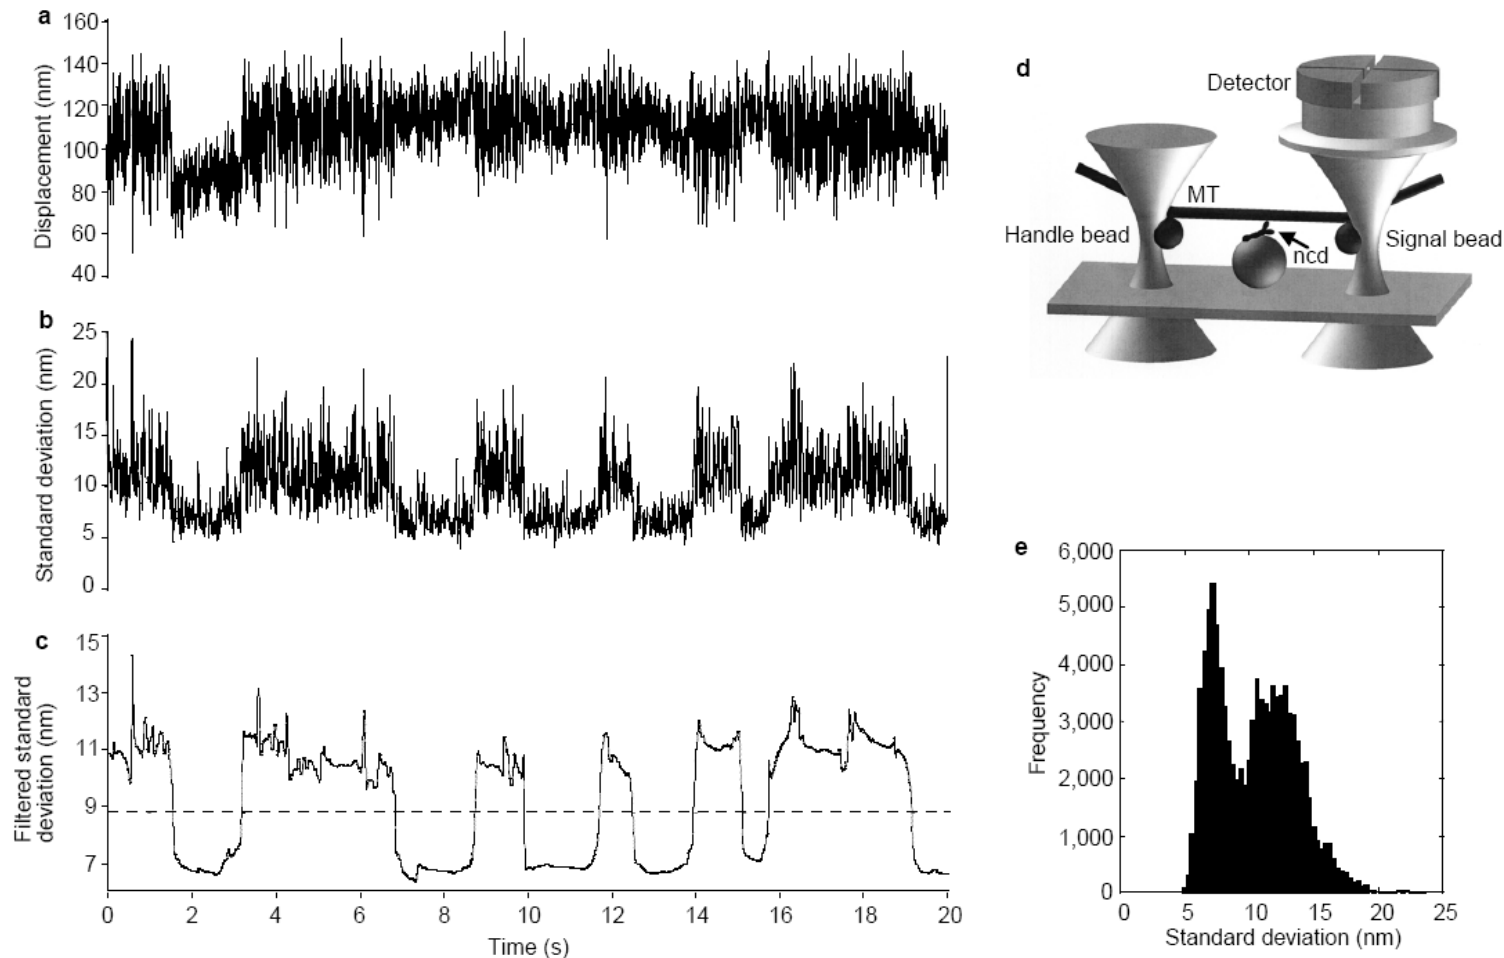 a
160
140
120
100
80
60
40
Displacement (nm)
b
25
20
15
10
5
0
Standard deviation (nm)
c
15
13
11
9
7
Filtered standard
deviation (nm)
0 2 4 6 8 10 12 14 16 18 20
Time (s)
d
Detector
MT
Handle bead
ncd
Signal bead
e
6,000
5,000
4,000
3,000
2,000
1,000
0
Frequency
0 5 10 15 20 25
Standard deviation (nm)